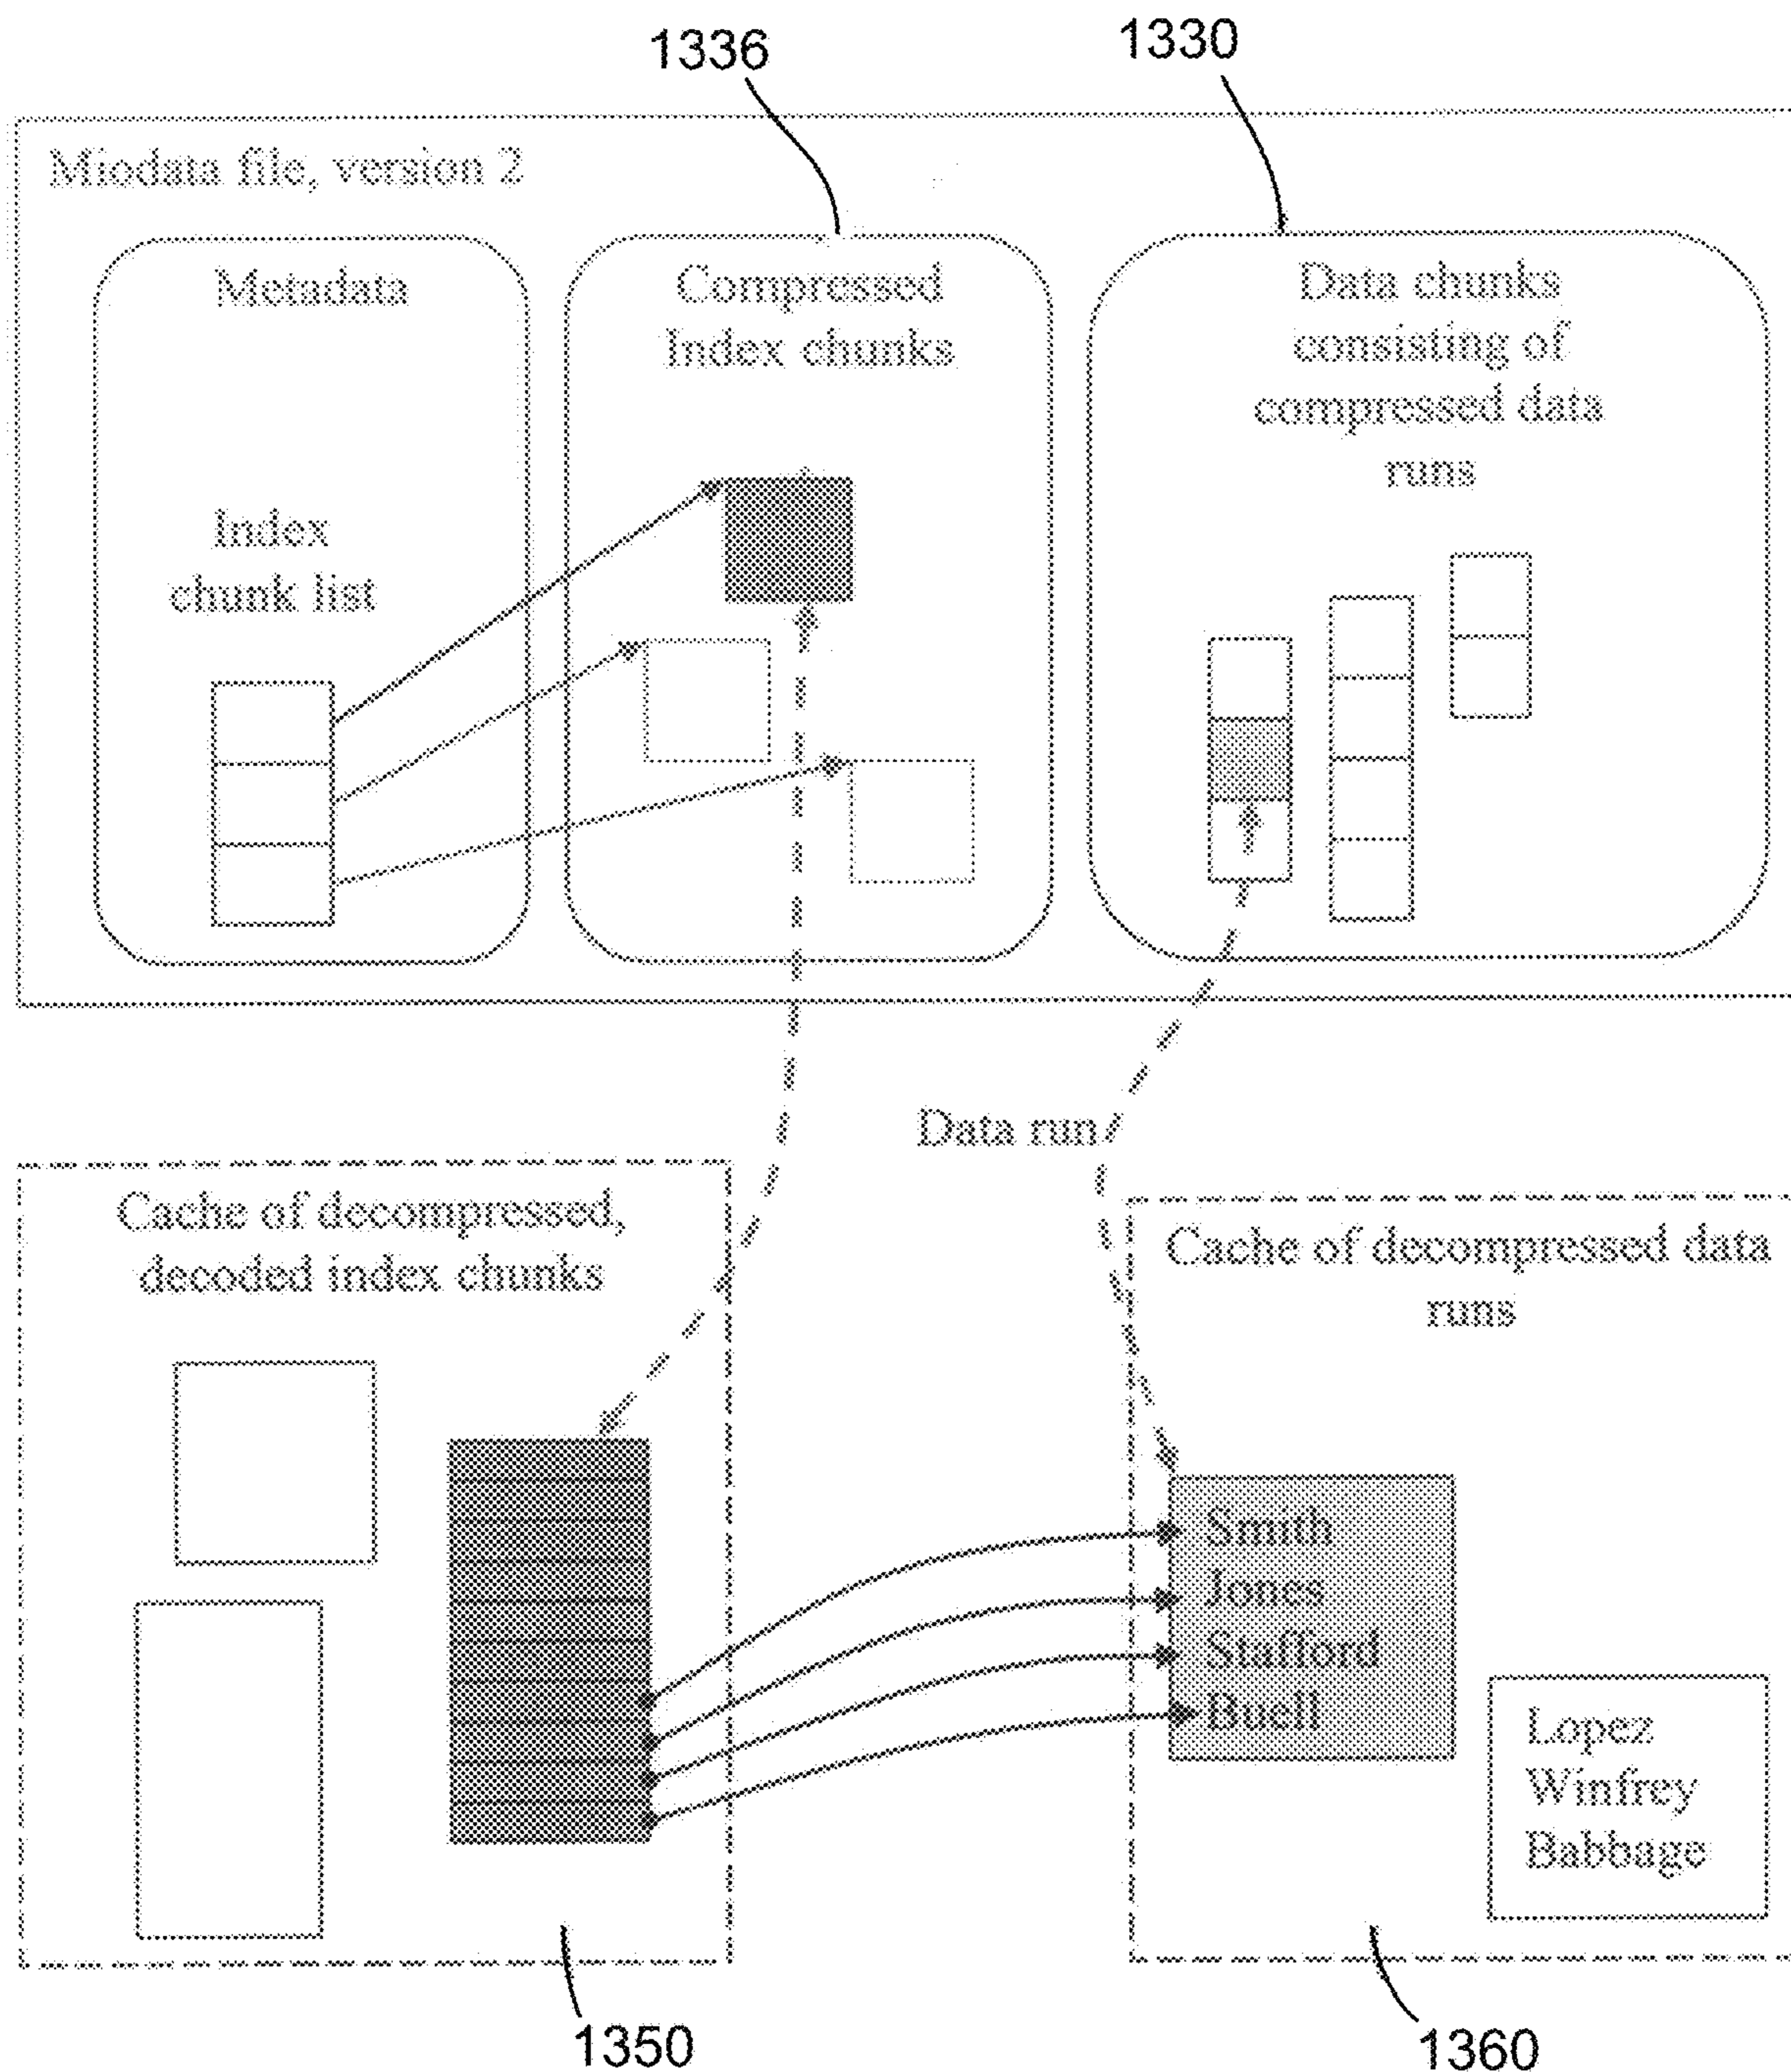 1336
1330
Miodata file, version 2
Metadata
Compressed
Index chunks
Data chunks
consisting of
compressed data
runs
Index
chunk list
Data run
Cache of decompressed,
decoded index chunks
Cache of decompressed data
runs
Smith
Jones
Stafford
Buell
Lopez
Winfrey
Babbage
1350
1360